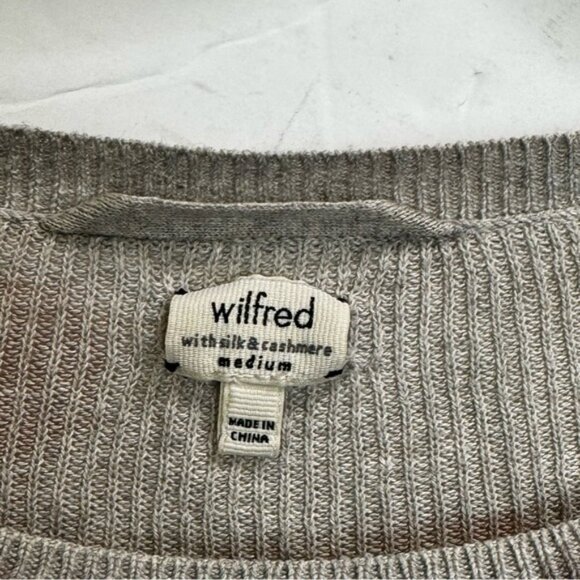 wilfred
with silk & cashmere
medium
MADE IN
CHINA